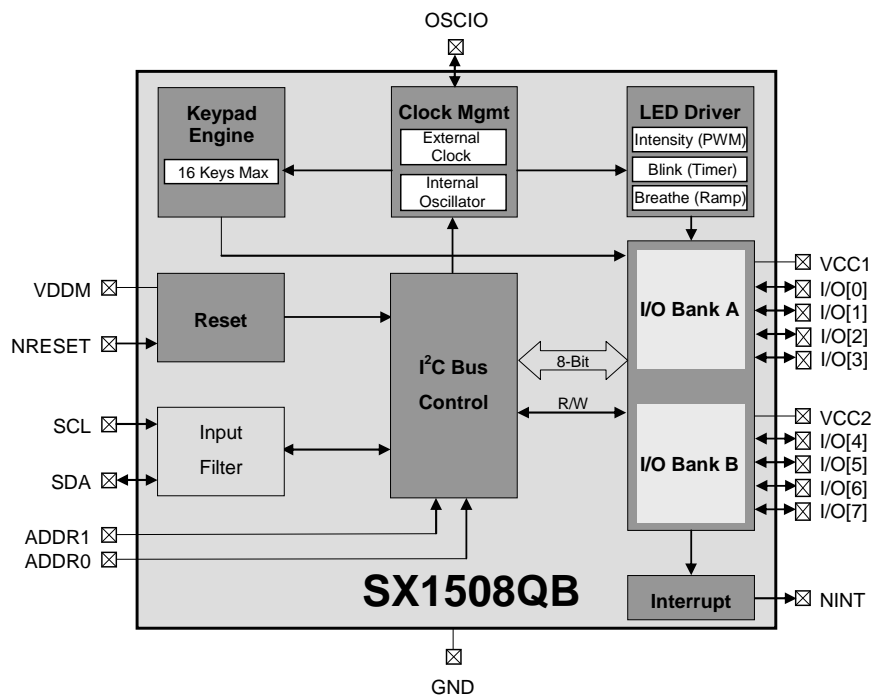 OSCIO
Keypad
Engine
16 Keys Max
Clock Mgmt
External
Clock
Internal
Oscillator
LED Driver
Intensity (PWM)
Blink (Timer)
Breathe (Ramp)
VDDM
NRESET
Reset
SCL
SDA
Input
Filter
ADDR1
ADDR0
I²C Bus
Control
8-Bit
R/W
I/O Bank A
I/O Bank B
VCC1
I/O[0]
I/O[1]
I/O[2]
I/O[3]
VCC2
I/O[4]
I/O[5]
I/O[6]
I/O[7]
SX1508QB
Interrupt
NINT
GND